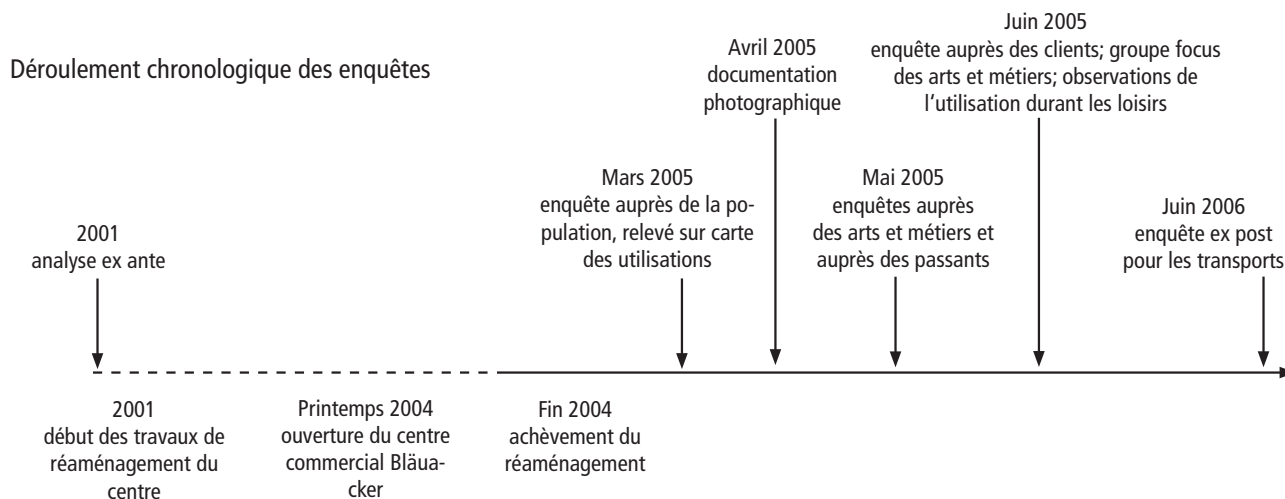 Déroulement chronologique des enquêtes
2001
analyse ex ante
Mars 2005
enquête auprès de la po-
pulation, relevé sur carte
des utilisations
Avril 2005
documentation
photographique
Mai 2005
enquêtes auprès
des arts et métiers et
auprès des passants
Juin 2005
enquête auprès des clients; groupe focus
des arts et métiers; observations de
l‘utilisation durant les loisirs
Juin 2006
enquête ex post
pour les transports
2001
début des travaux de
réaménagement du
centre
Printemps 2004
ouverture du centre
commercial Bläua-
cker
Fin 2004
achèvement du
réaménagement